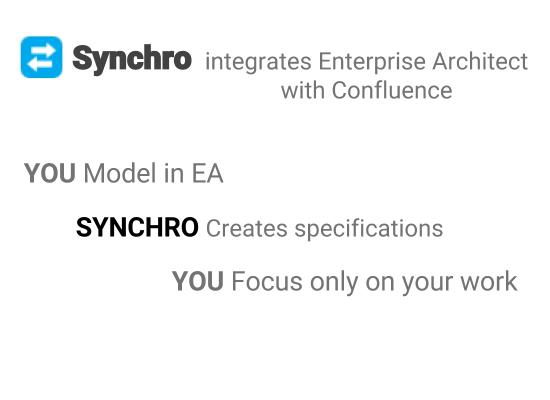 Synchro integrates Enterprise Architect
with Confluence
YOU Model in EA
SYNCHRO Creates specifications
YOU Focus only on your work